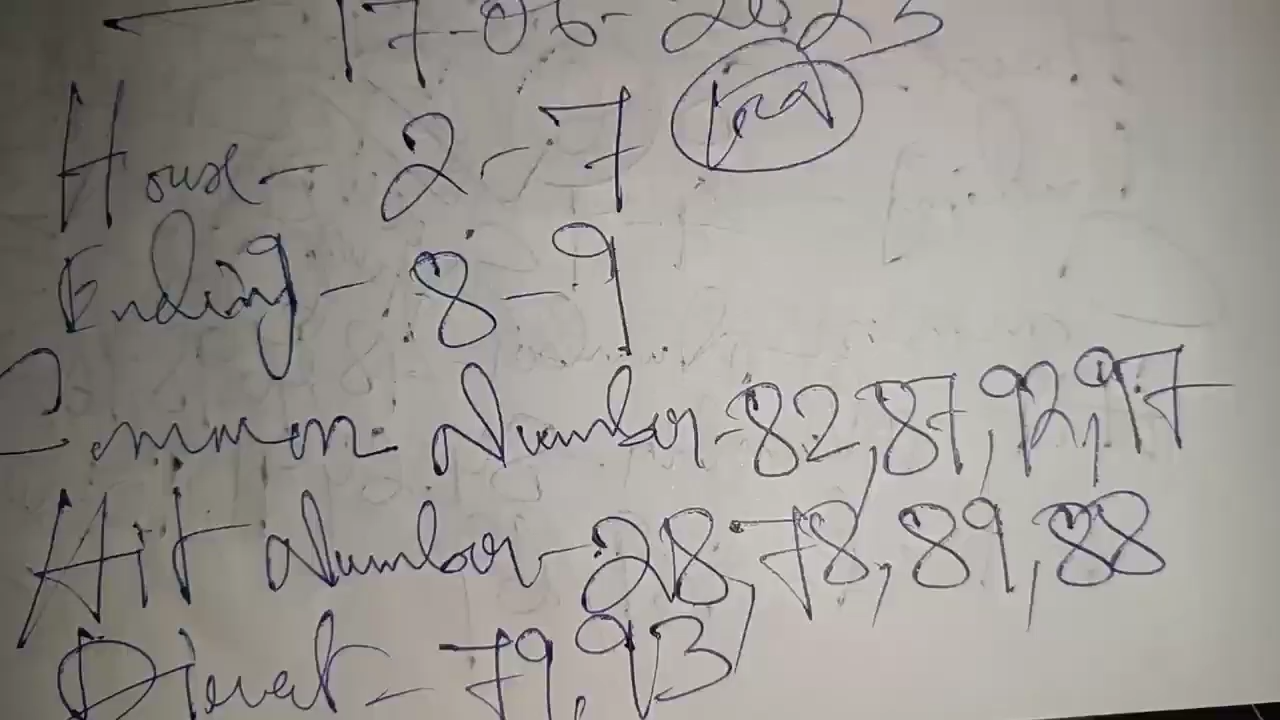 17-06-2023
House - 2 - 7
Ending - 8 - 9
Common Number - 82, 87, 92, 97
Hit Number - 28, 78, 89, 88
Direct - 79, 93